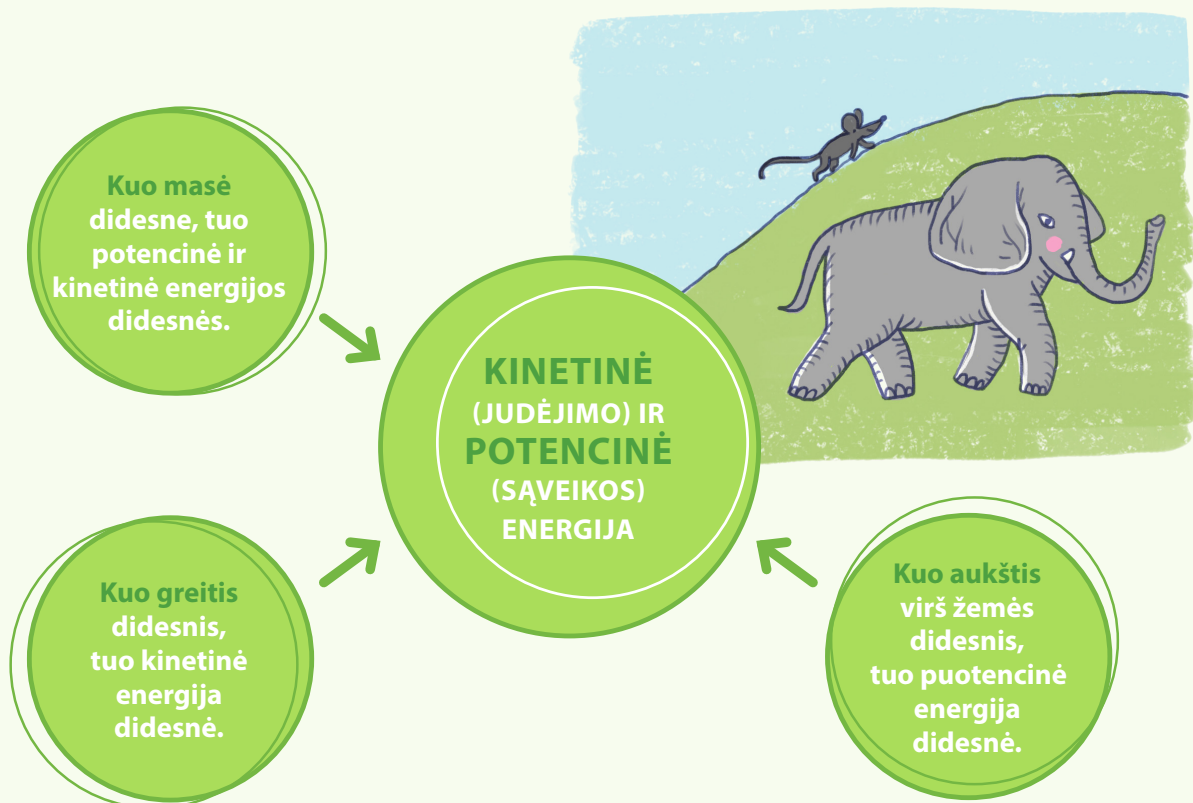 Kuo masė
didesne, tuo
potencinė ir
kinetinė energijos
didesnės.
KINETINĖ
(JUDĖJIMO) IR
POTENCINĖ
(SĄVEIKOS)
ENERGIJA
Kuo greitis
didesnis,
tuo kinetinė
energija
didesnė.
Kuo aukštis
virš žemės
didesnis,
tuo puotencinė
energija
didesnė.